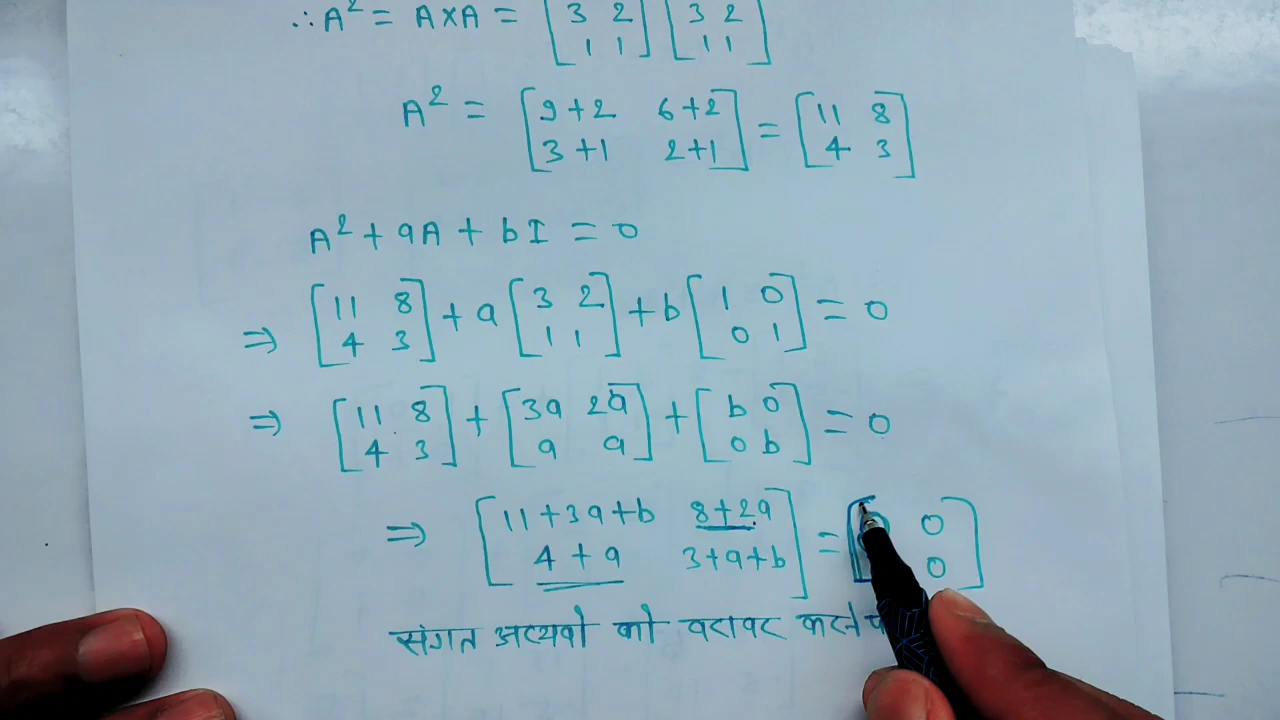 ∴ A² = A×A = [3 2 1 1] [3 2 1 1]
A² = [9+2 6+2 3+1 2+1] = [11 8 4 3]
A² + aA + bI = 0
⇒ [11 8 4 3] + a [3 2 1 1] + b [1 0 0 1] = 0
⇒ [11 8 4 3] + [3a 2a a a] + [b 0 0 b] = 0
⇒ [11+3a+b 8+2a 4+a 3+a+b] = [0 0 0]
संगत अवयवो को बराबर करने